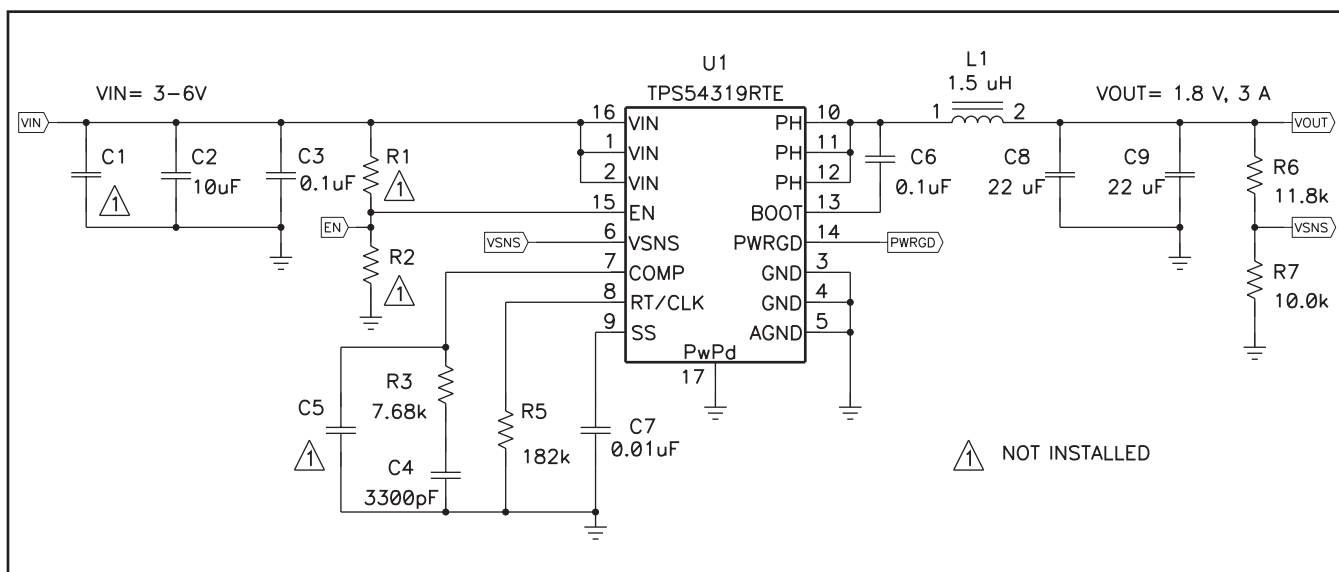 U1
TPS54319RTE
L1
1.5 uH
VIN= 3-6V
VOUT= 1.8 V, 3 A
VIN
C1
1
C2
10uF
C3
0.1uF
R1
1
EN
R2
1
16 VIN
1 VIN
2 VIN
15 EN
VSNS
6 VSNS
7 COMP
8 RT/CLK
9 SS
PH 10
PH 11
PH 12
BOOT 13
PWRGD 14
PWRGD
GND 3
GND 4
AGND 5
PwPd
17
1 2
C6
0.1uF
C8
22 uF
C9
22 uF
VOUT
R6
11.8k
VSNS
R7
10.0k
C5
1
R3
7.68k
C4
3300pF
R5
182k
C7
0.01uF
1 NOT INSTALLED